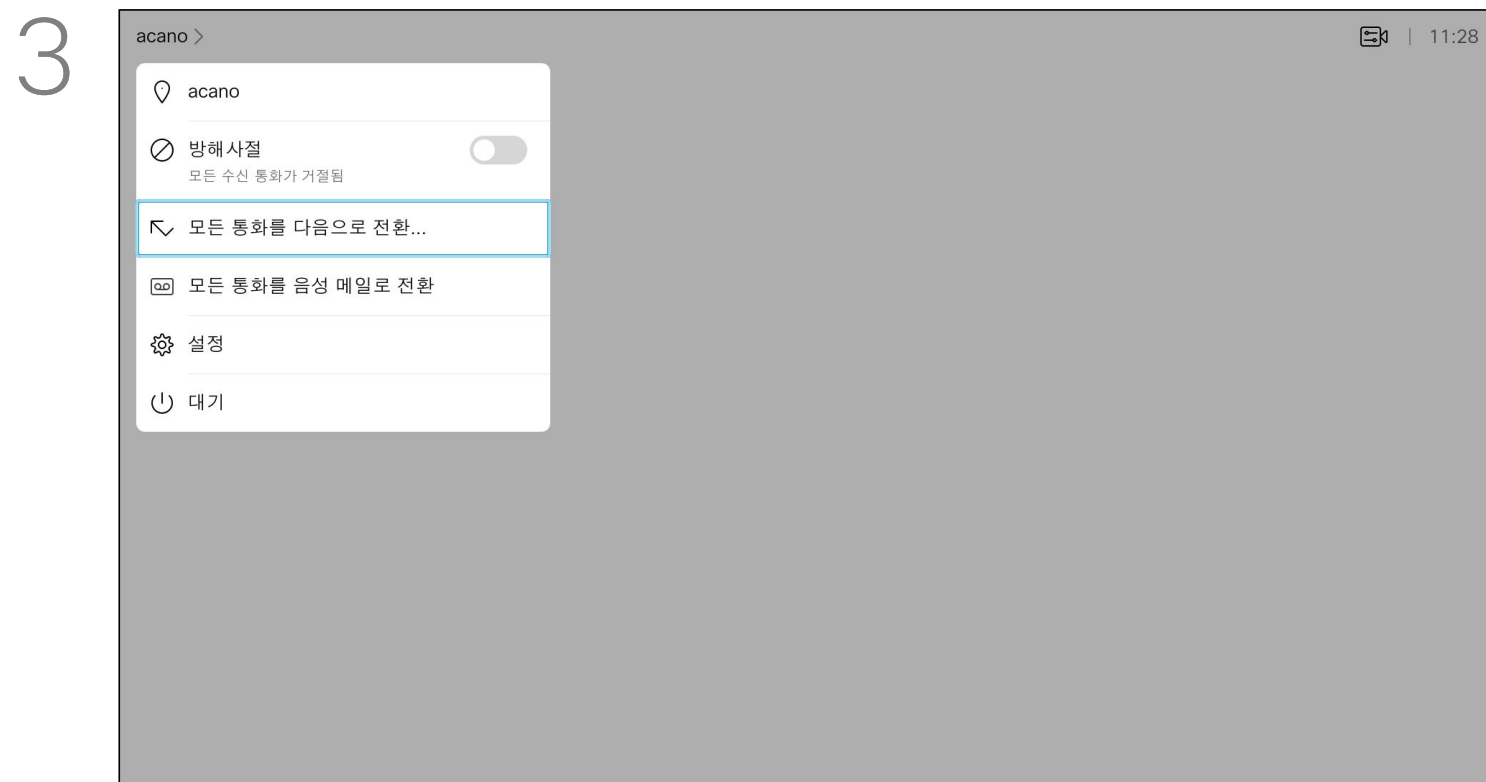 3
acano
11:28
acano
방해사절
모든 수신 통화가 거절됨
모든 통화를 다음으로 전환...
모든 통화를 음성 메일로 전환
설정
대기